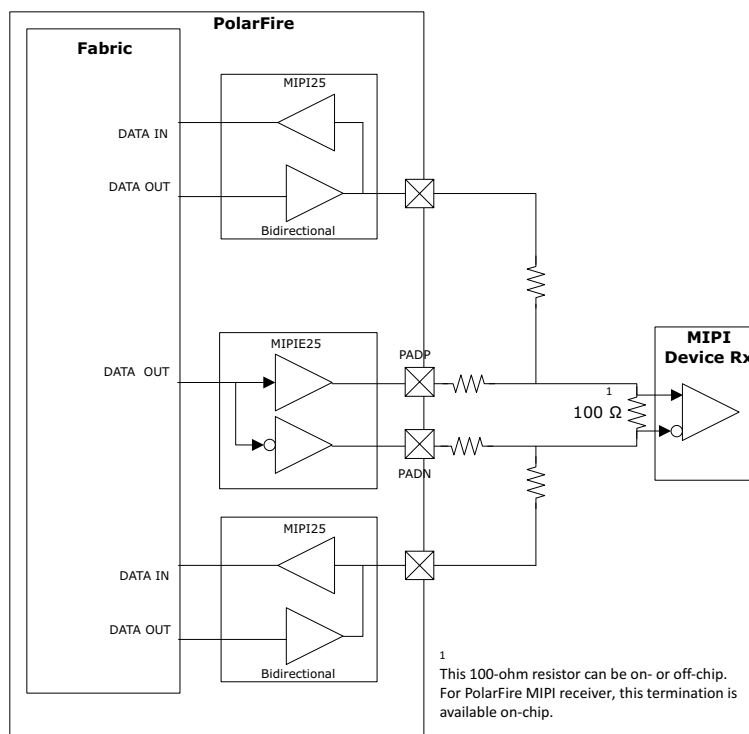 PolarFire
Fabric
MIPI25
DATA IN
DATA OUT
Bidirectional
MIPIE25
PADP
DATA OUT
PADN
MIPI
Device Rx
1
100 Ω
MIPI25
DATA IN
DATA OUT
Bidirectional
1
This 100-ohm resistor can be on- or off-chip.
For PolarFire MIPI receiver, this termination is
available on-chip.